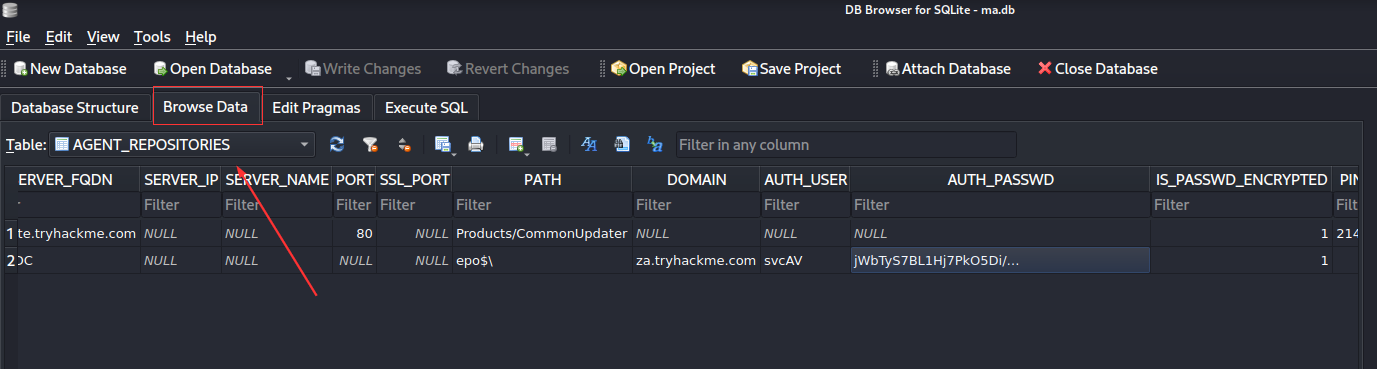 DB Browser for SQLite - ma.db
File Edit View Tools Help
New Database Open Database Write Changes Revert Changes Open Project Save Project Attach Database Close Database
Database Structure Browse Data Edit Pragmas Execute SQL
Table: AGENT_REPOSITORIES Filter in any column
ERVER_FQDN SERVER_IP SERVER_NAME PORT SSL_PORT PATH DOMAIN AUTH_USER AUTH_PASSWD IS_PASSWD_ENCRYPTED PIN
Filter Filter Filter Filter Filter Filter Filter Filter Filter Filt
1 te.tryhackme.com NULL NULL 80 NULL Products/CommonUpdater NULL NULL NULL 1 214
2 DC NULL NULL NULL epo$\ za.tryhackme.com svcAV jWbTyS7BL1Hj7PkO5Di/... 1